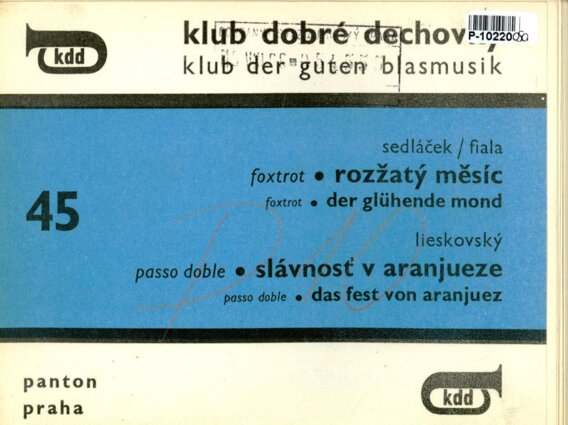 kdd
klub dobré dechovky
klub der guten blasmusik
P-10220
45
sedláček / fiala
foxtrot • rozžatý měsíc
foxtrot • der glühende mond
lieskovský
passo doble • slávnosť v aranjueze
passo doble • das fest von aranjuez
panton
praha
kdd